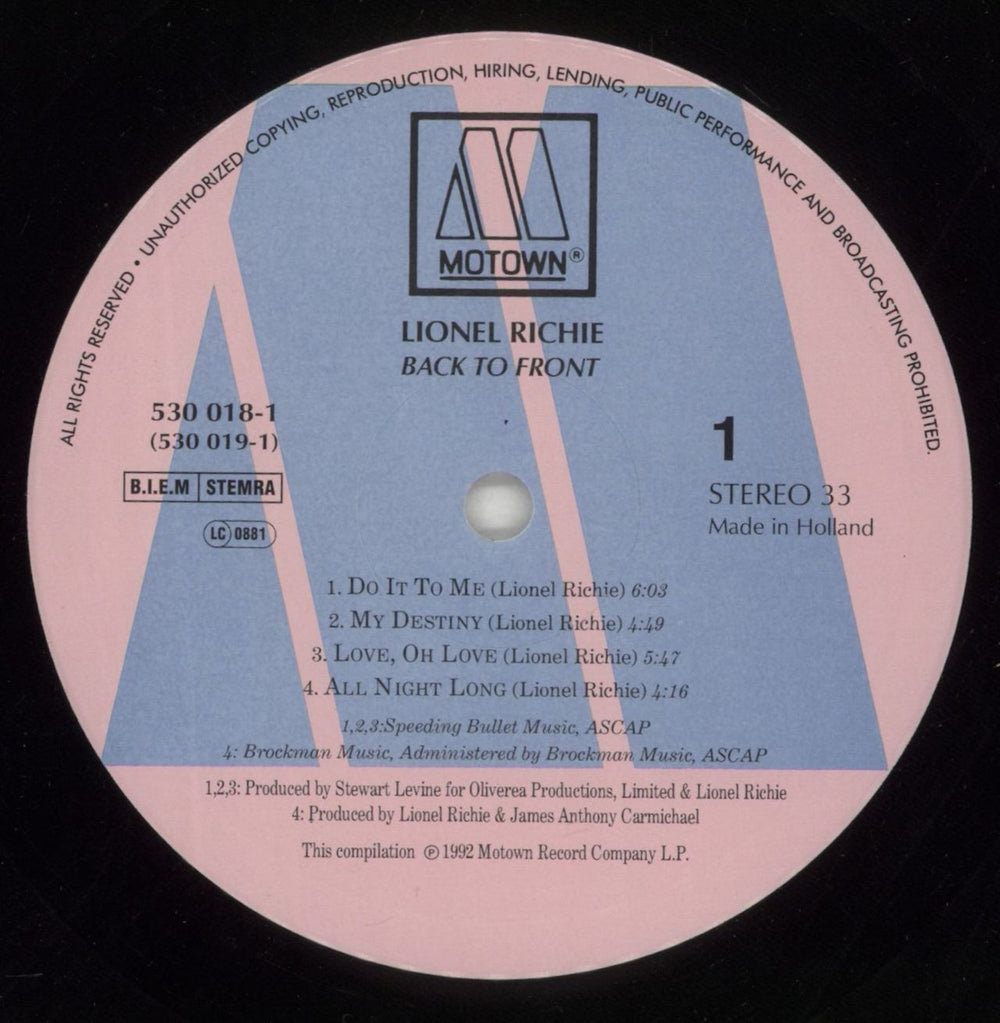 ALL RIGHTS RESERVED • UNAUTHORIZED COPYING, REPRODUCTION, HIRING, LENDING, PUBLIC PERFORMANCE AND BROADCASTING PROHIBITED.
MOTOWN®
LIONEL RICHIE
BACK TO FRONT
530 018-1
(530 019-1)
B.I.E.M STEMRA
LC 0881
1
STEREO 33
Made in Holland
1. DO IT TO ME (Lionel Richie) 6:03
2. MY DESTINY (Lionel Richie) 4:49
3. LOVE, OH LOVE (Lionel Richie) 5:47
4. ALL NIGHT LONG (Lionel Richie) 4:16
1,2,3:Speeding Bullet Music, ASCAP
4: Brockman Music, Administered by Brockman Music, ASCAP
1,2,3: Produced by Stewart Levine for Oliverea Productions, Limited & Lionel Richie
4: Produced by Lionel Richie & James Anthony Carmichael
This compilation ℗ 1992 Motown Record Company L.P.